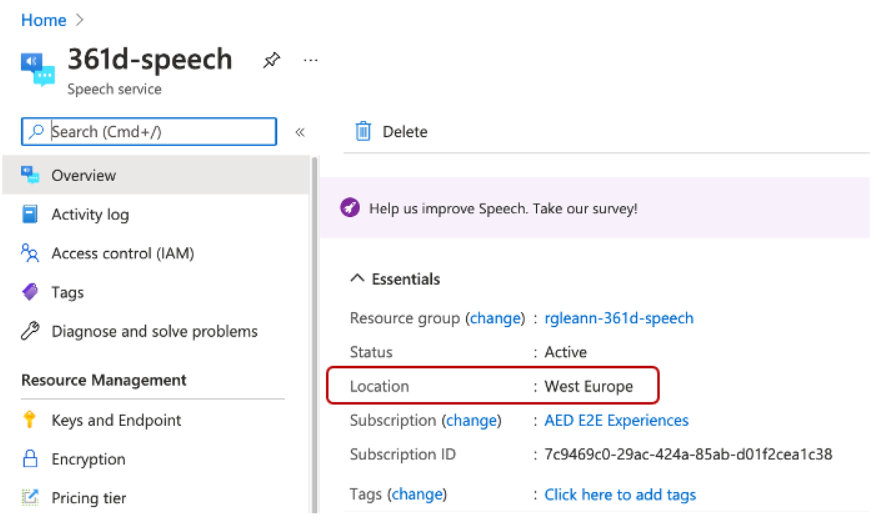 Home >
361d-speech ...
Speech service
Search (Cmd+/)
«
Delete
Overview
Activity log
Access control (IAM)
Tags
Diagnose and solve problems
Resource Management
Keys and Endpoint
Encryption
Pricing tier
Help us improve Speech. Take our survey!
Essentials
Resource group (change) : rgleann-361d-speech
Status : Active
Location : West Europe
Subscription (change) : AED E2E Experiences
Subscription ID : 7c9469c0-29ac-424a-85ab-d01f2cea1c38
Tags (change) : Click here to add tags